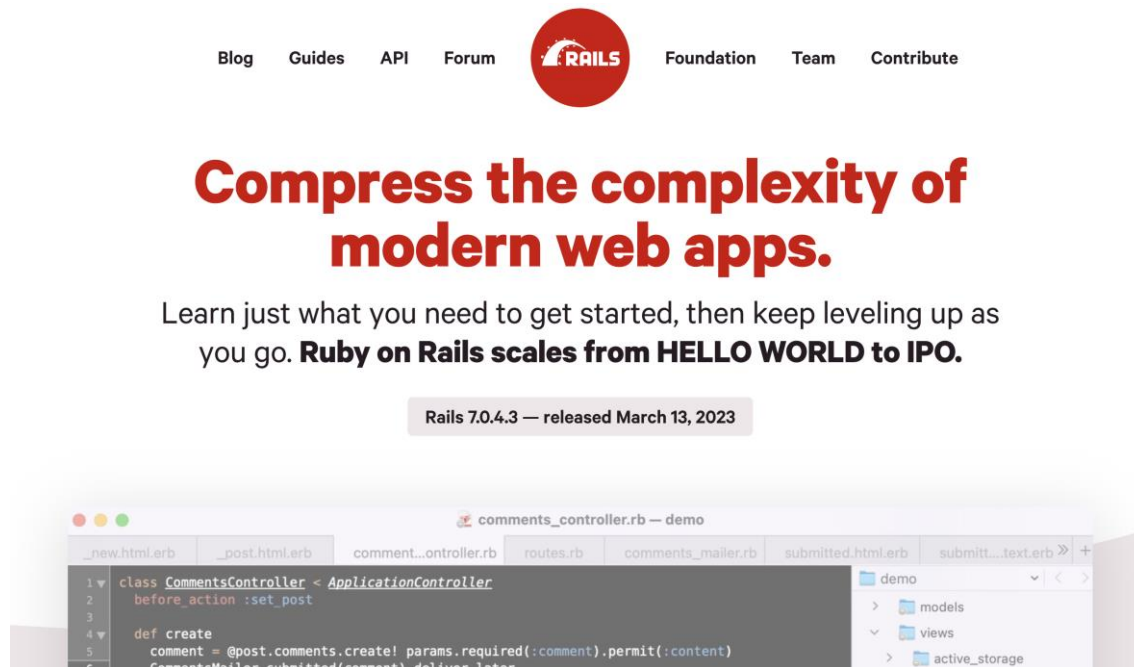 Blog Guides API Forum RAILS Foundation Team Contribute
Compress the complexity of
modern web apps.
Learn just what you need to get started, then keep leveling up as
you go. Ruby on Rails scales from HELLO WORLD to IPO.
Rails 7.0.4.3 — released March 13, 2023
comments_controller.rb — demo
_new.html.erb _post.html.erb comment...ontroller.rb routes.rb comments_mailer.rb submitted.html.erb submitt....text.erb » +
1 class CommentsController < ApplicationController
2 before_action :set_post
3
4 def create
5 comment = @post.comments.create! params.required(:comment).permit(:content)
6 CommentsMailer.submitted(comment).deliver_later
demo
> models
views
> active_storage